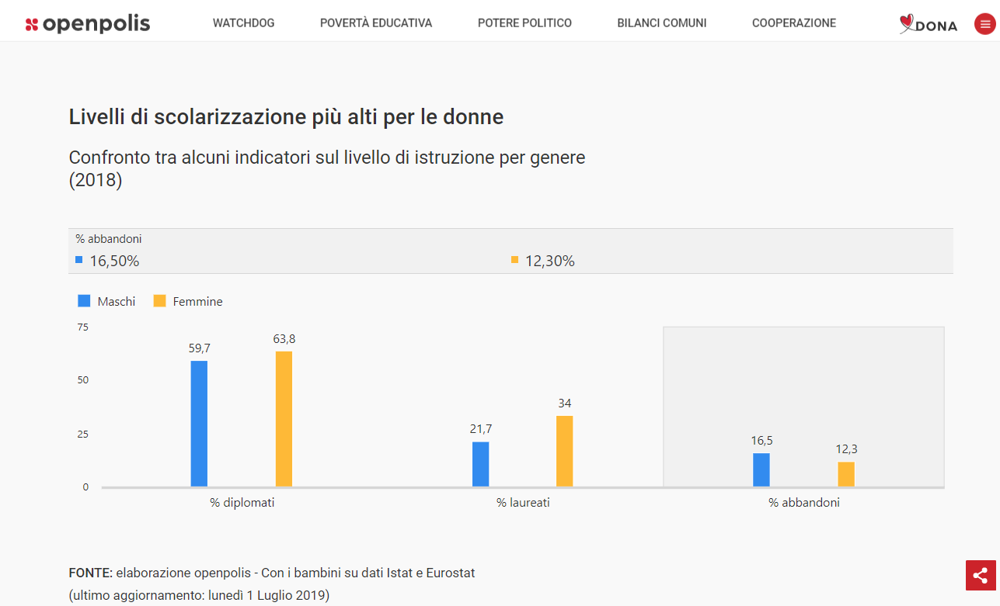 openpolis
WATCHDOG
POVERTÀ EDUCATIVA
POTERE POLITICO
BILANCI COMUNI
COOPERAZIONE
DONA
Livelli di scolarizzazione più alti per le donne
Confronto tra alcuni indicatori sul livello di istruzione per genere
(2018)
% abbandoni
16,50%
12,30%
Maschi
Femmine
75
50
25
0
59,7
63,8
21,7
34
16,5
12,3
% diplomati
% laureati
% abbandoni
FONTE: elaborazione openpolis - Con i bambini su dati Istat e Eurostat
(ultimo aggiornamento: lunedì 1 Luglio 2019)